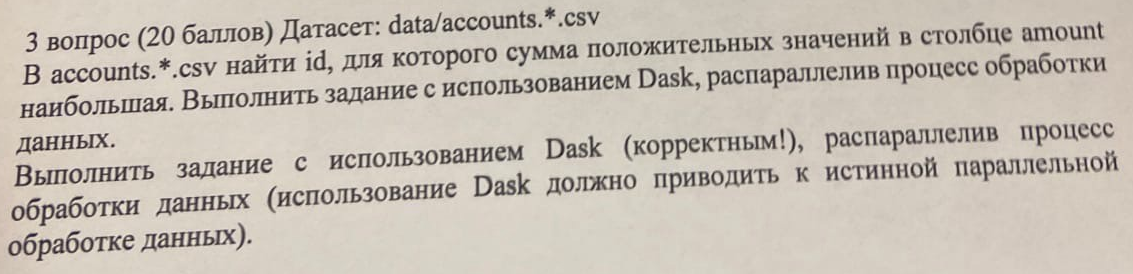 3 вопрос (20 баллов) Датасет: data/accounts.*.csv
В accounts.*.csv найти id, для которого сумма положительных значений в столбце amount
наибольшая. Выполнить задание с использованием Dask, распараллелив процесс обработки
данных.
Выполнить задание с использованием Dask (корректным!), распараллелив процесс
обработки данных (использование Dask должно приводить к истинной параллельной
обработке данных).